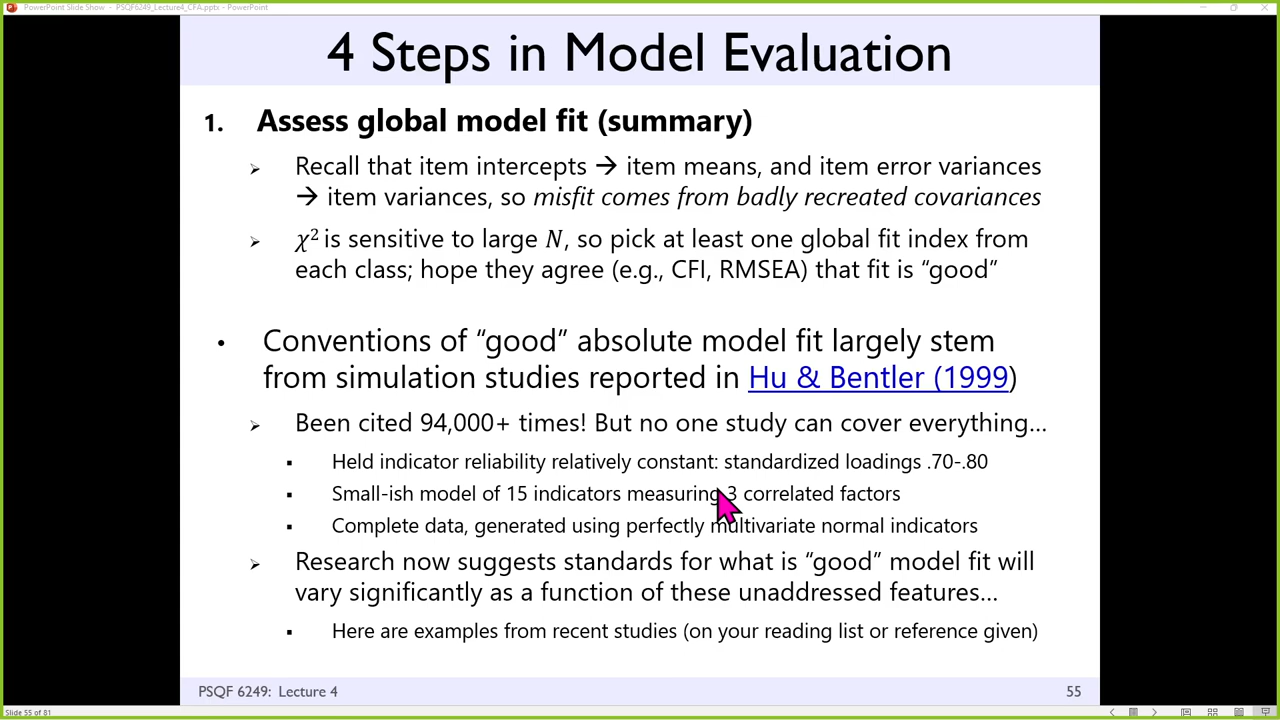 PowerPoint Slide Show - PSQF6249_Lecture4_CFA.pptx - PowerPoint
4 Steps in Model Evaluation
1. Assess global model fit (summary)
➢ Recall that item intercepts → item means, and item error variances
→ item variances, so misfit comes from badly recreated covariances
➢ χ² is sensitive to large N, so pick at least one global fit index from
each class; hope they agree (e.g., CFI, RMSEA) that fit is “good”
• Conventions of “good” absolute model fit largely stem
from simulation studies reported in Hu & Bentler (1999)
➢ Been cited 94,000+ times! But no one study can cover everything…
▪ Held indicator reliability relatively constant: standardized loadings .70-.80
▪ Small-ish model of 15 indicators measuring 3 correlated factors
▪ Complete data, generated using perfectly multivariate normal indicators
➢ Research now suggests standards for what is “good” model fit will
vary significantly as a function of these unaddressed features…
▪ Here are examples from recent studies (on your reading list or reference given)
PSQF 6249: Lecture 4 55
Slide 55 of 81